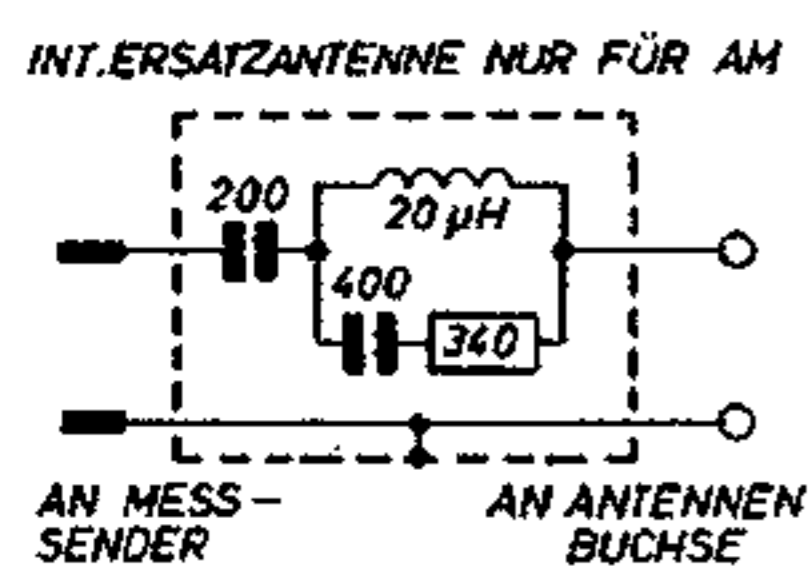 INT. ERSATZANTENNE NUR FÜR AM
200
20 µH
400
340
AN MESS-
SENDER
AN ANTENNEN
BUCHSE